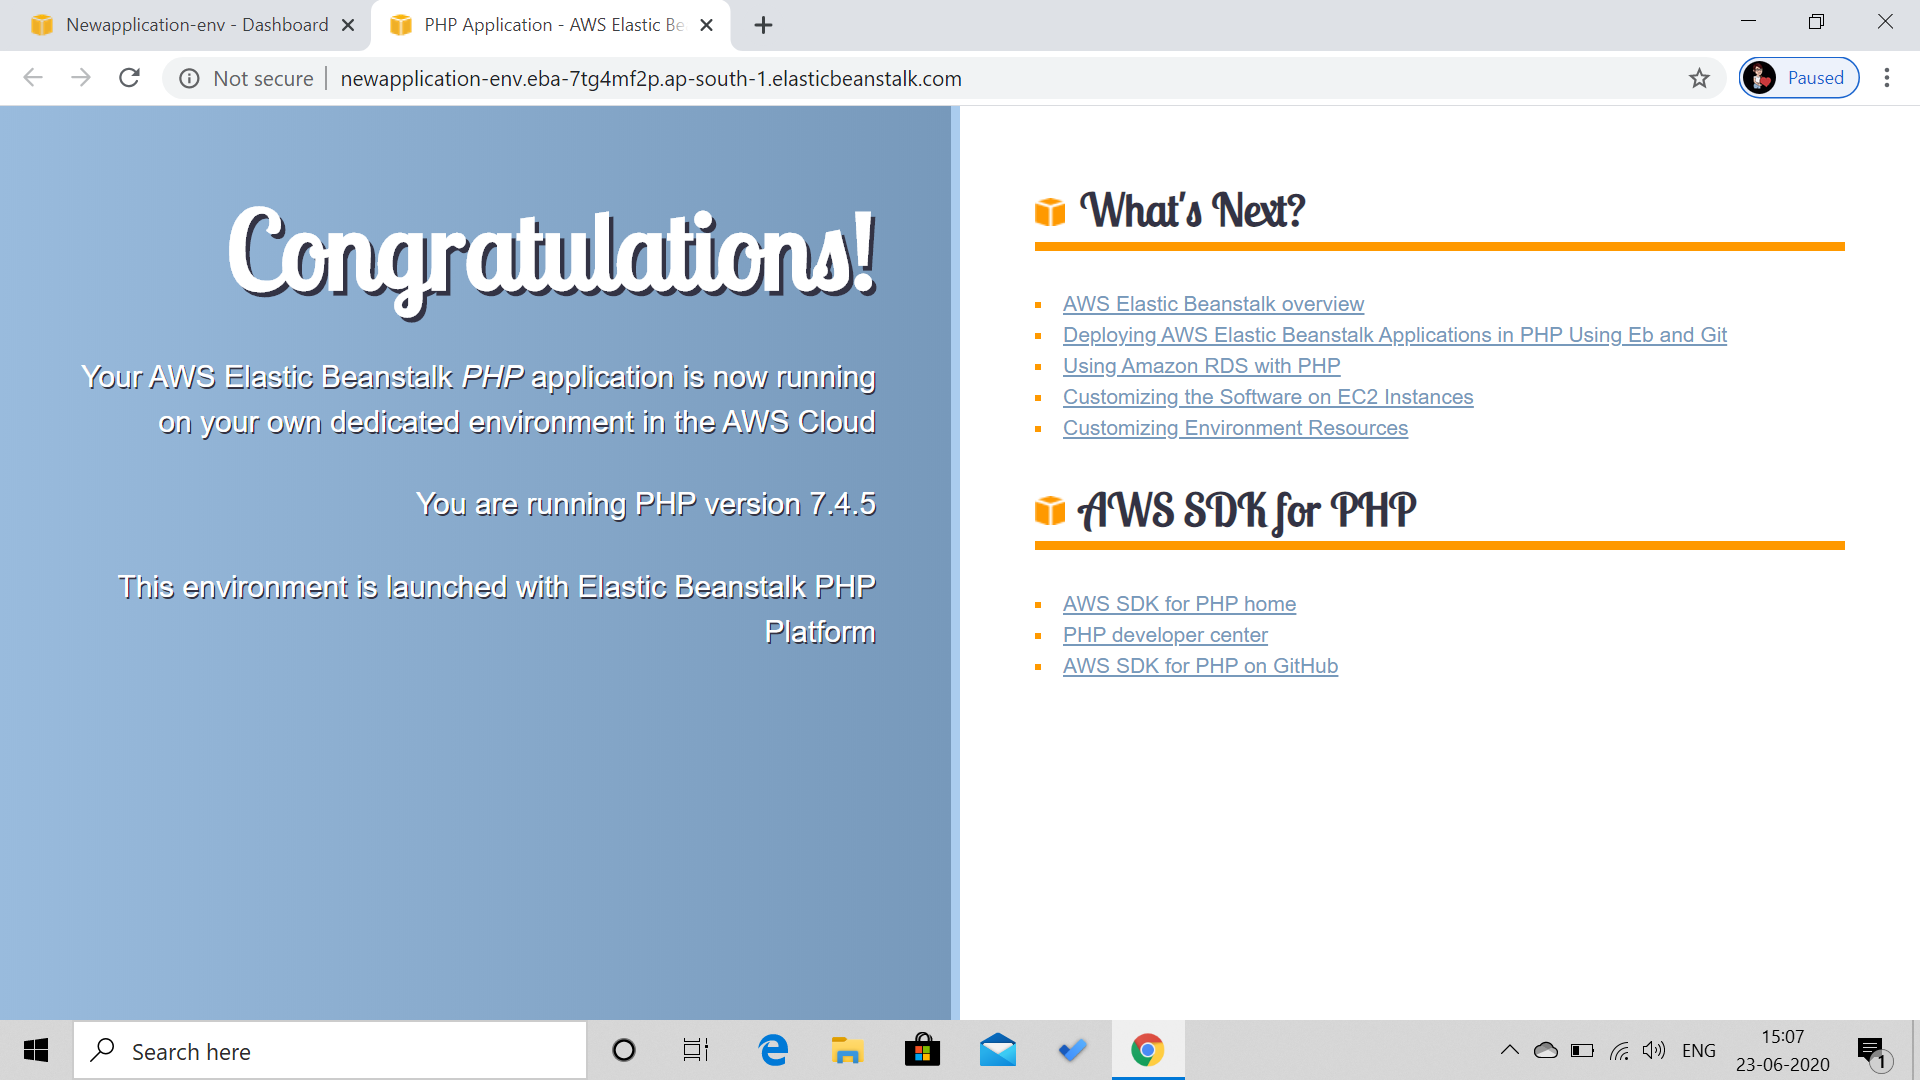 Newapplication-env - Dashboard
PHP Application - AWS Elastic Be
Not secure
newapplication-env.eba-7tg4mf2p.ap-south-1.elasticbeanstalk.com
Paused
Congratulations!
Your AWS Elastic Beanstalk PHP application is now running
on your own dedicated environment in the AWS Cloud
You are running PHP version 7.4.5
This environment is launched with Elastic Beanstalk PHP
Platform
What's Next?
AWS Elastic Beanstalk overview
Deploying AWS Elastic Beanstalk Applications in PHP Using Eb and Git
Using Amazon RDS with PHP
Customizing the Software on EC2 Instances
Customizing Environment Resources
AWS SDK for PHP
AWS SDK for PHP home
PHP developer center
AWS SDK for PHP on GitHub
Search here
ENG
15:07
23-06-2020
1